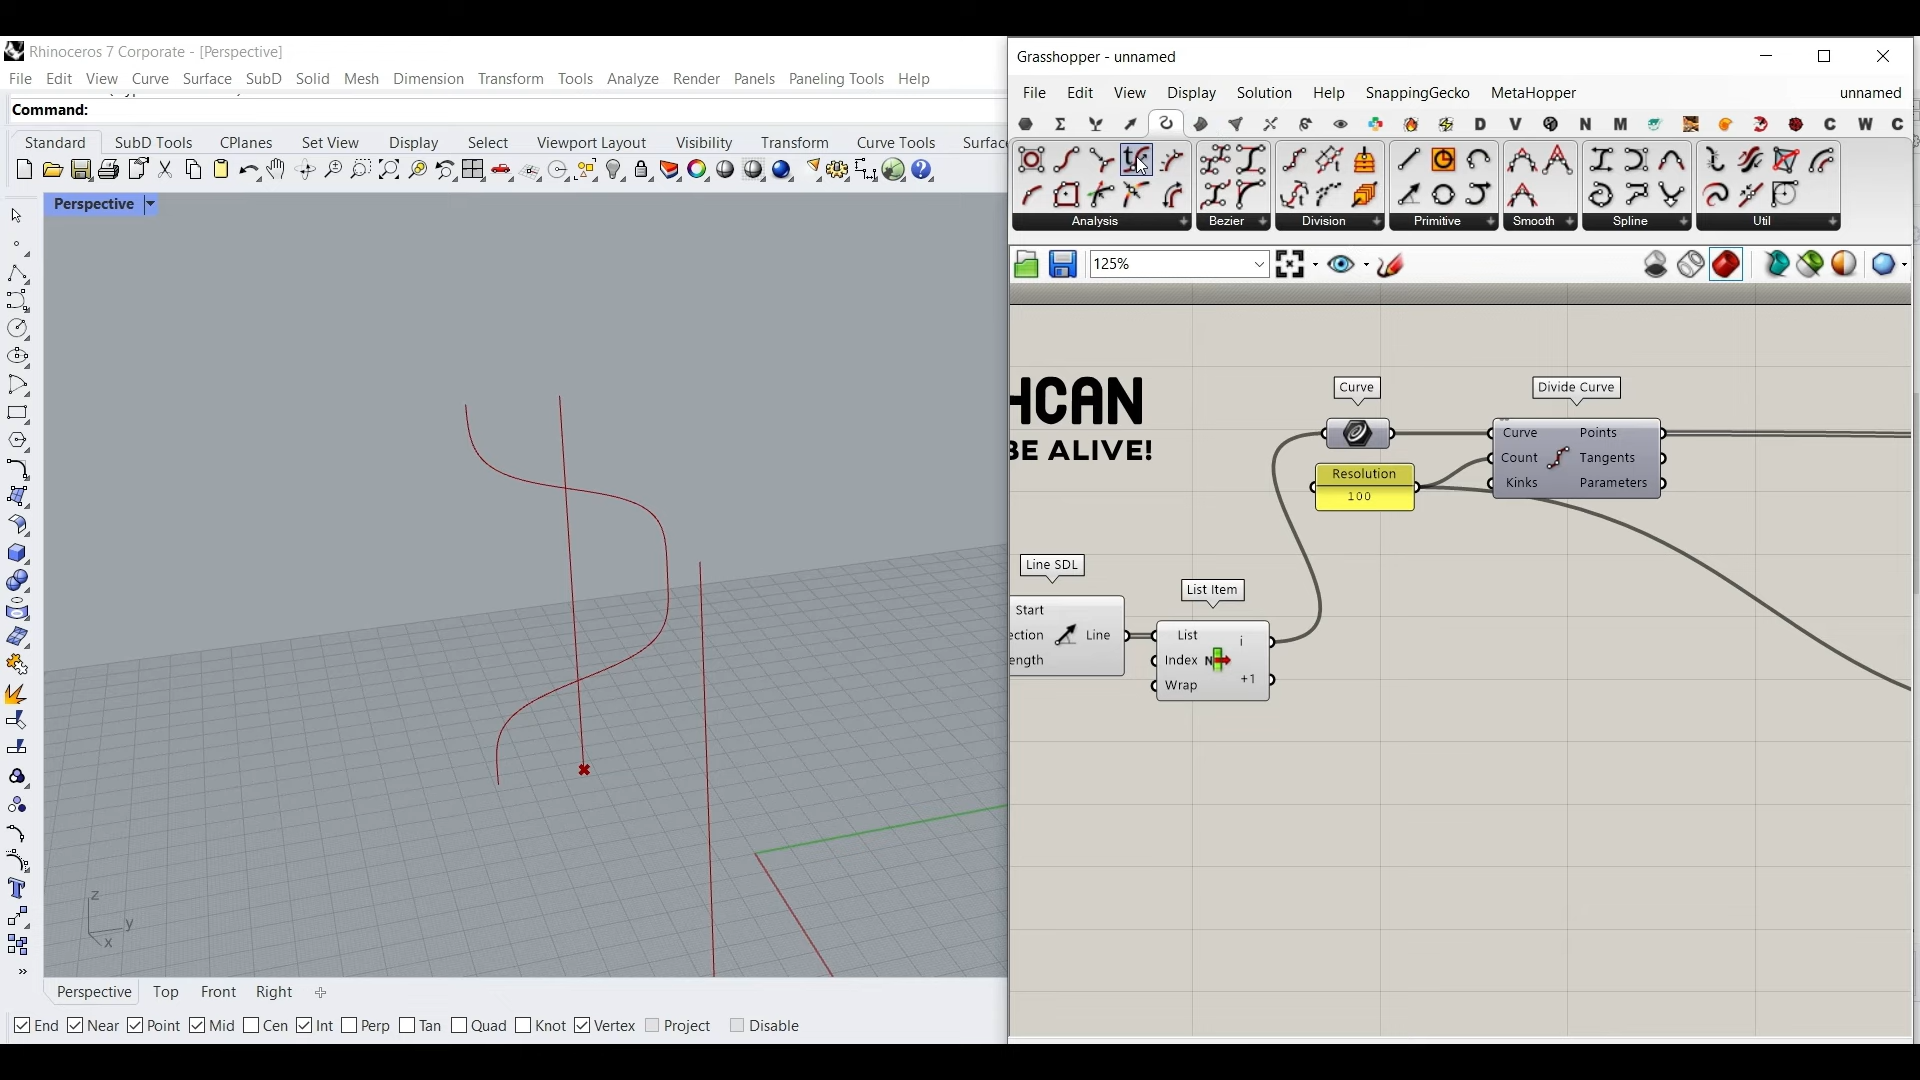 Rhinoceros 7 Corporate - [Perspective]
File Edit View Curve Surface SubD Solid Mesh Dimension Transform Tools Analyze Render Panels Paneling Tools Help
Command:
Standard SubD Tools CPlanes Set View Display Select Viewport Layout Visibility Transform Curve Tools Surfac
Perspective
z
y
x
Perspective Top Front Right
End Near Point Mid Cen Int Perp Tan Quad Knot Vertex Project Disable
Grasshopper - unnamed
File Edit View Display Solution Help SnappingGecko MetaHopper unnamed
D V N M C W C
Analysis Bezier Division Primitive Smooth Spline Util
125%
HCAN
BE ALIVE!
Curve
Divide Curve
Curve Points
Count Tangents
Kinks Parameters
Resolution
100
Line SDL
Start
ection Line
ength
List Item
List i
Index N
Wrap +1